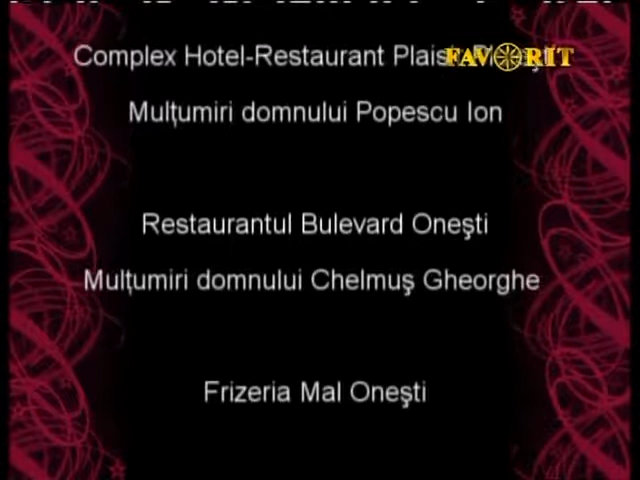 Complex Hotel-Restaurant
FAVORIT
Mulţumiri domnului Popescu Ion
Restaurantul Bulevard Oneşti
Mulţumiri domnului Chelmuş Gheorghe
Frizeria Mal Oneşti